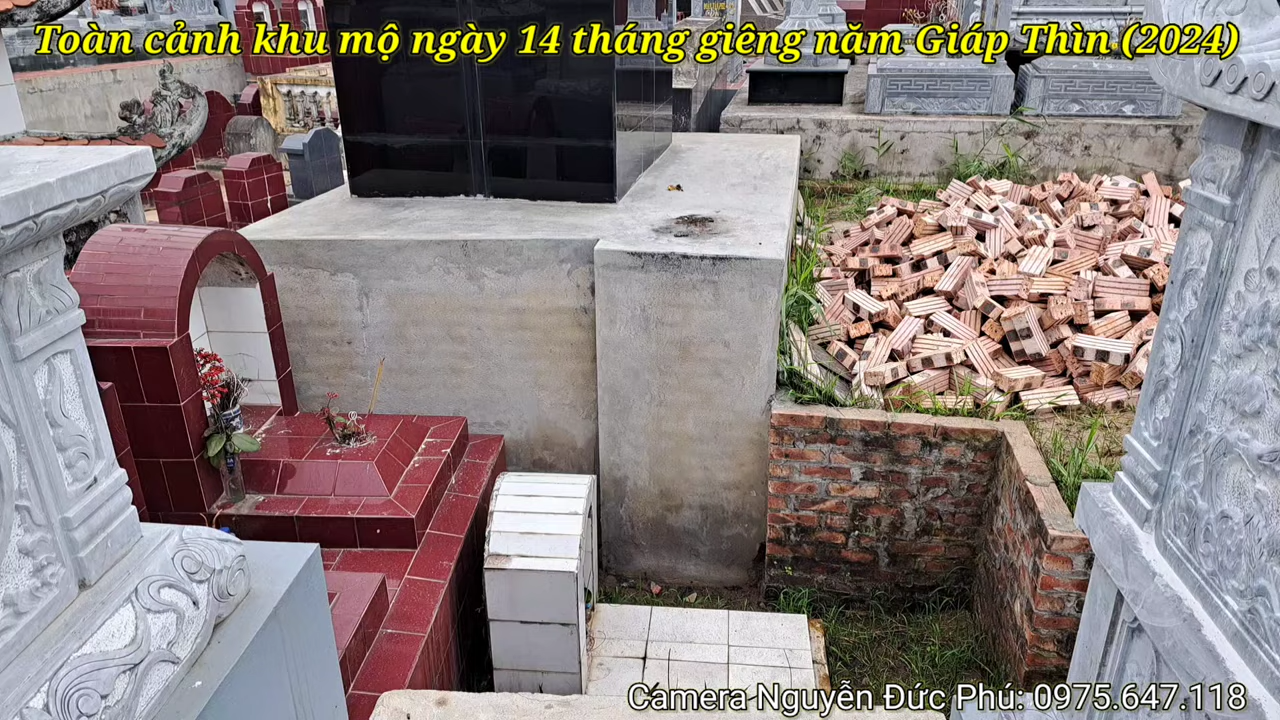 Toàn cảnh khu mộ ngày 14 tháng giêng năm Giáp Thìn (2024)
Camera Nguyễn Đức Phú: 0975.647.118